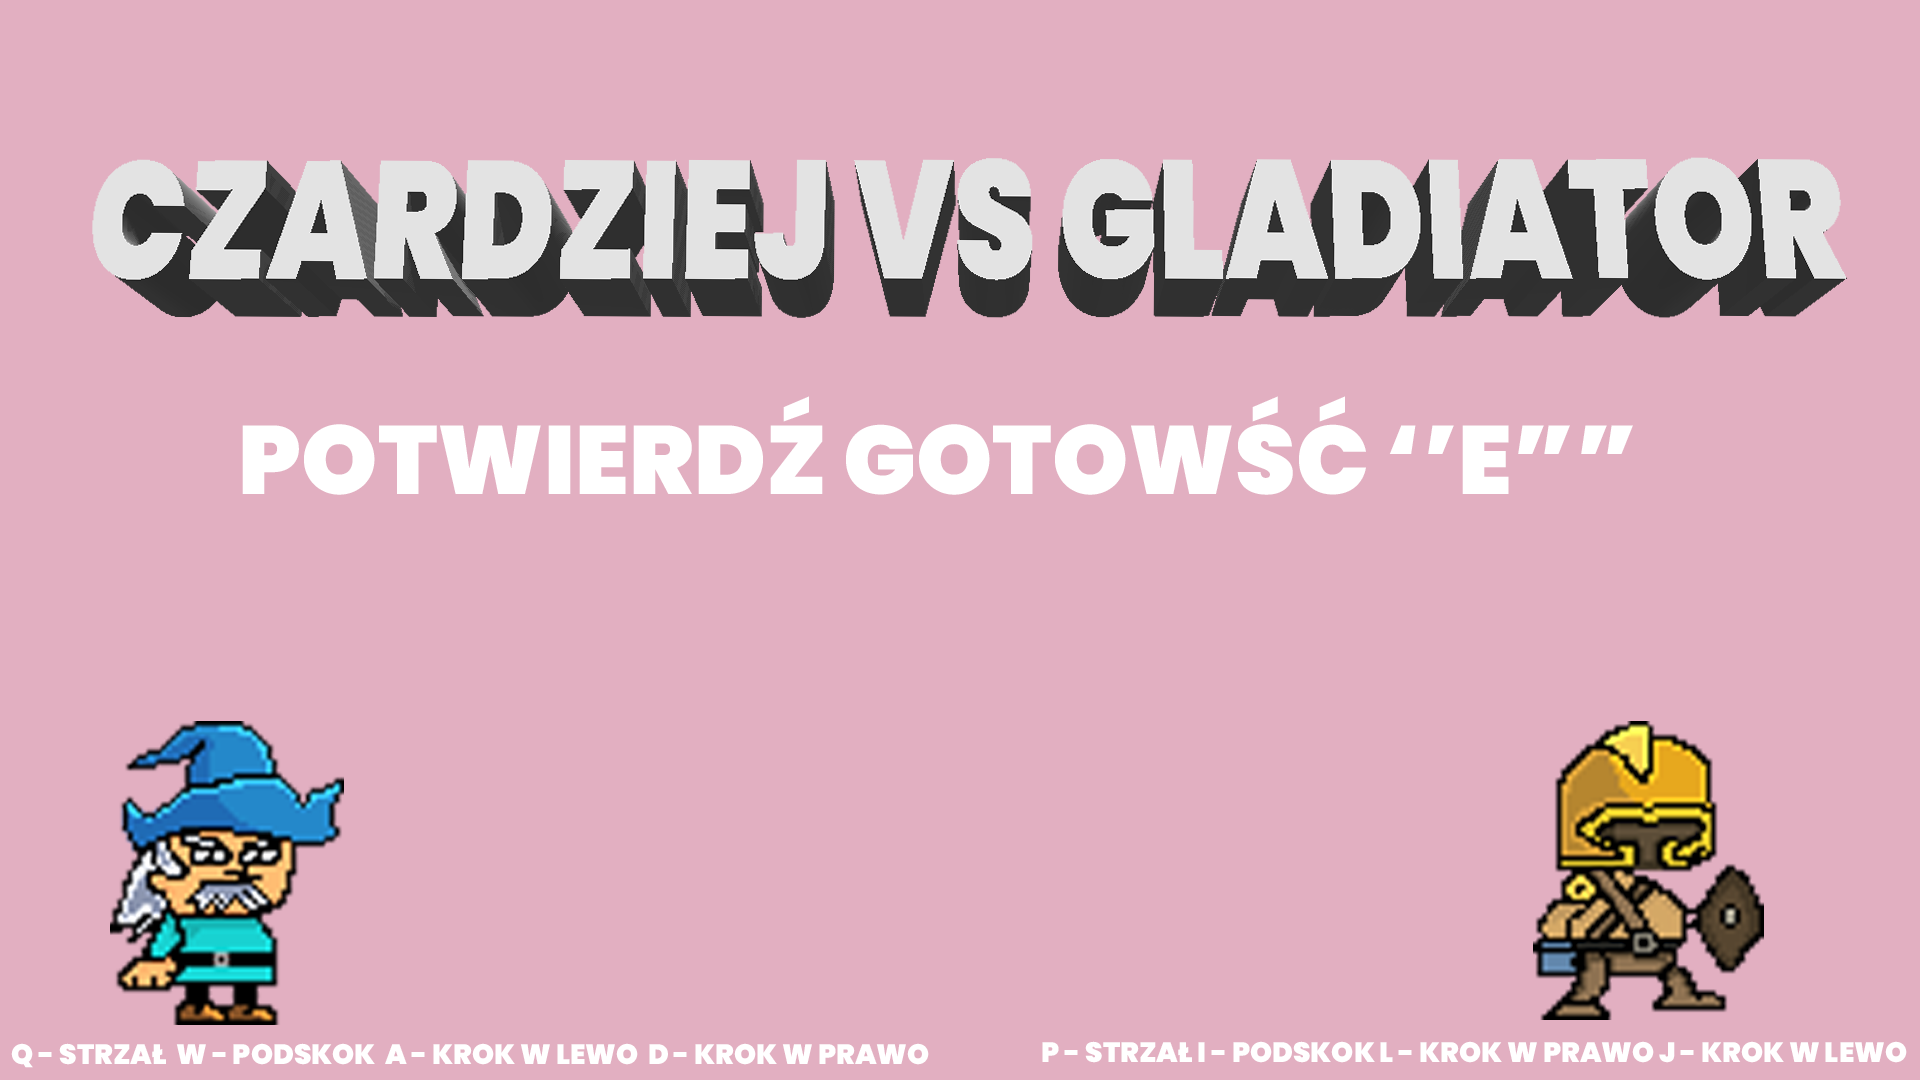 CZARDZIEJ VS GLADIATOR
POTWIERDŹ GOTOWŚĆ ‘’E” ”
Q – STRZAŁ W – PODSKOK A – KROK W LEWO D – KROK W PRAWO
P – STRZAŁ I – PODSKOK L – KROK W PRAWO J – KROK W LEWO